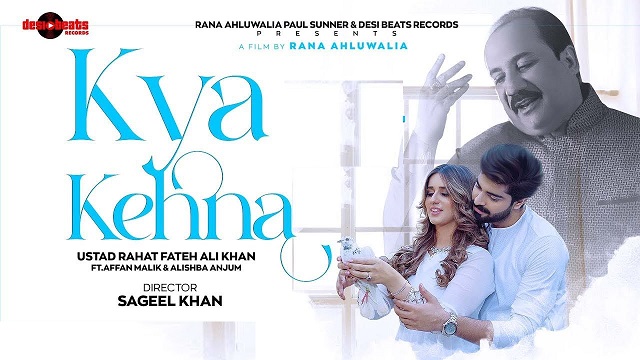 desi beats
RECORDS
RANA AHLUWALIA PAUL SUNNER & DESI BEATS RECORDS
PRESENTS
A FILM BY RANA AHLUWALIA
Kya
Kehna
USTAD RAHAT FATEH ALI KHAN
FT.AFFAN MALIK & ALISHBA ANJUM
DIRECTOR
SAGEEL KHAN